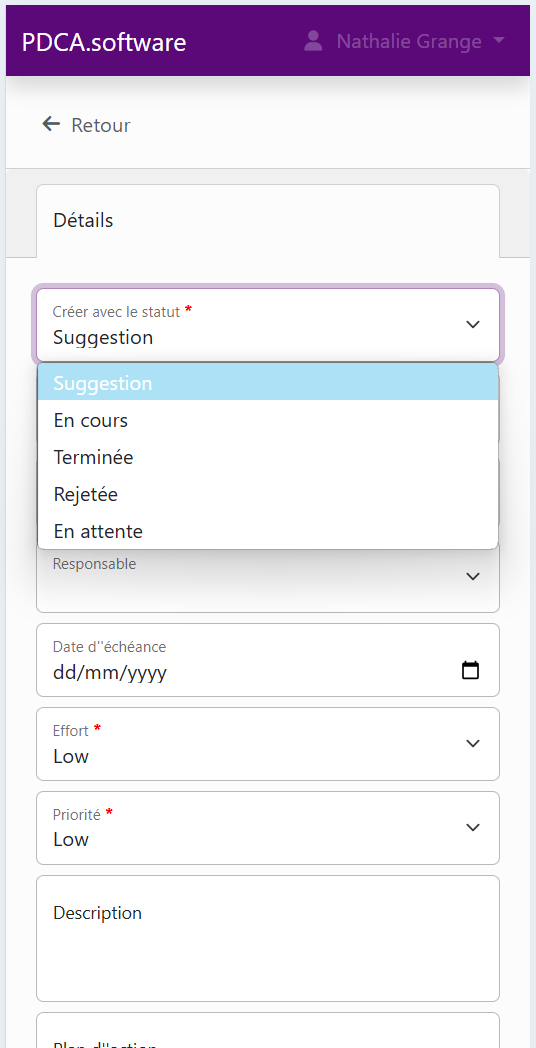 PDCA.software
Nathalie Grange
Retour
Détails
Créer avec le statut *
Suggestion
Suggestion
En cours
Terminée
Rejetée
En attente
Responsable
Date d''échéance
dd/mm/yyyy
Effort *
Low
Priorité *
Low
Description
Plan d''action